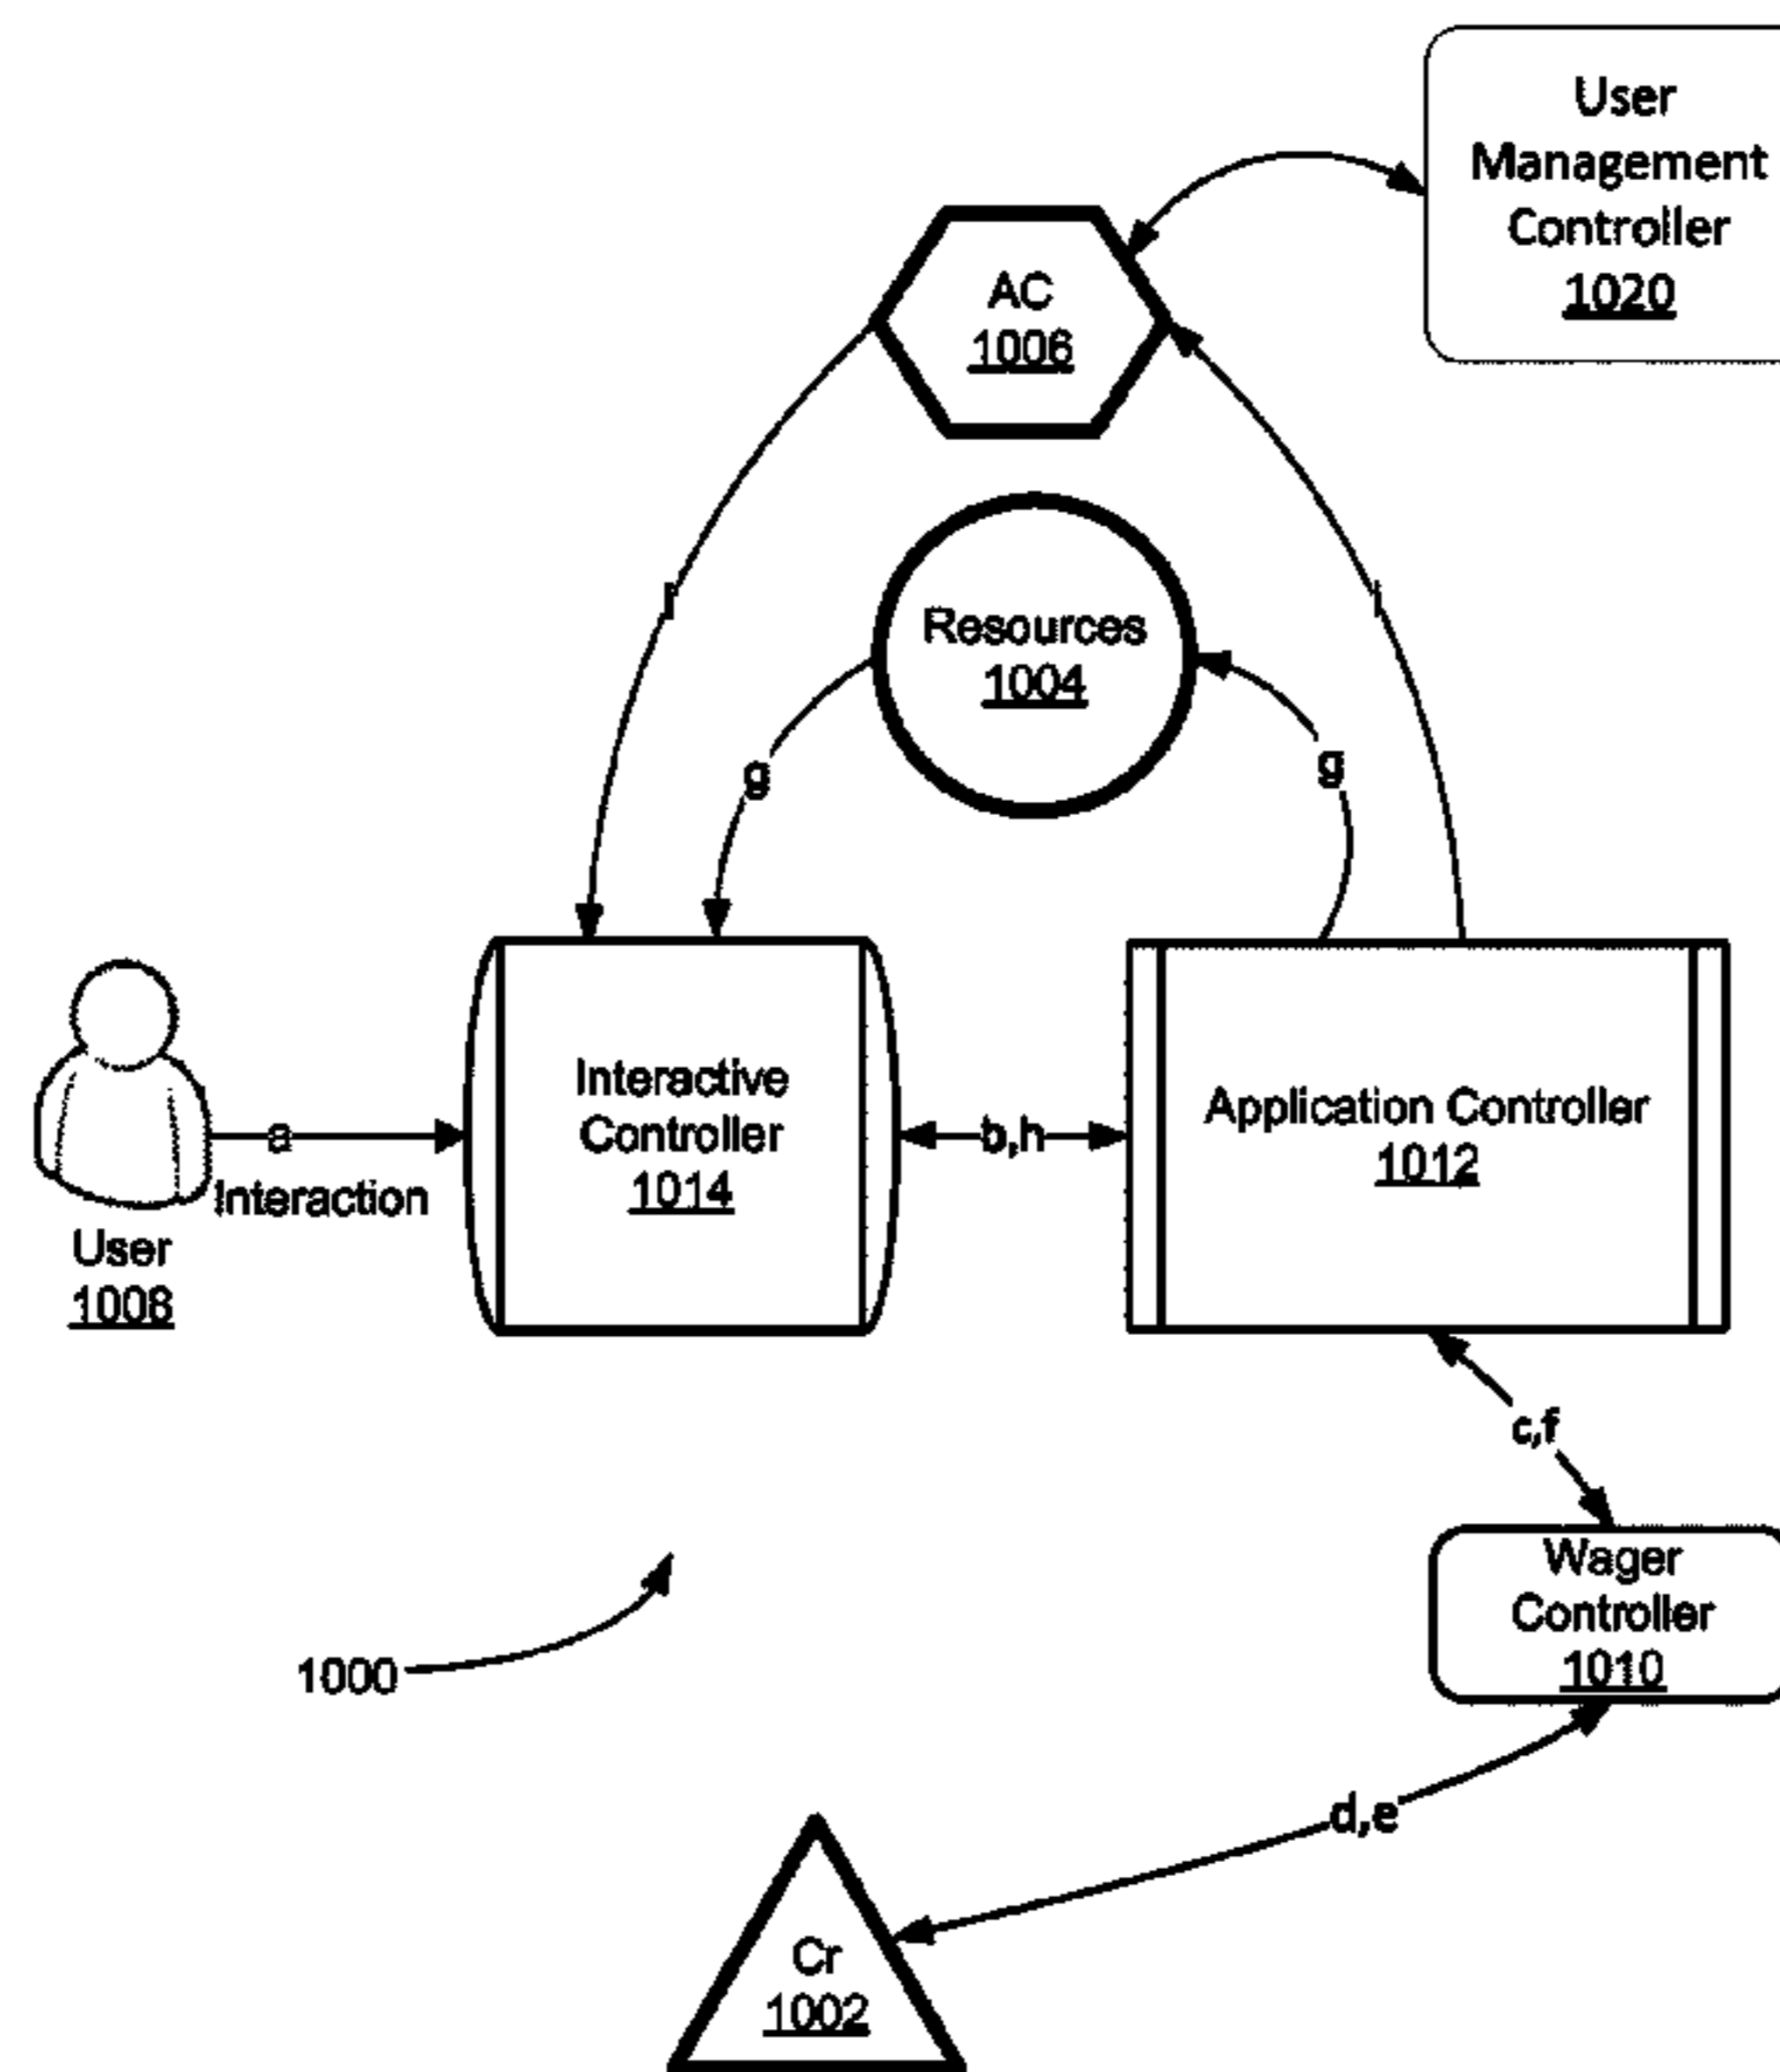 User
Management
Controller
1020
AC
1006
l
l
Resources
1004
g
g
Interactive
Controller
1014
b,h
Application Controller
1012
a
Interaction
User
1008
c,f
Wager
Controller
1010
1000
d,e
Cr
1002